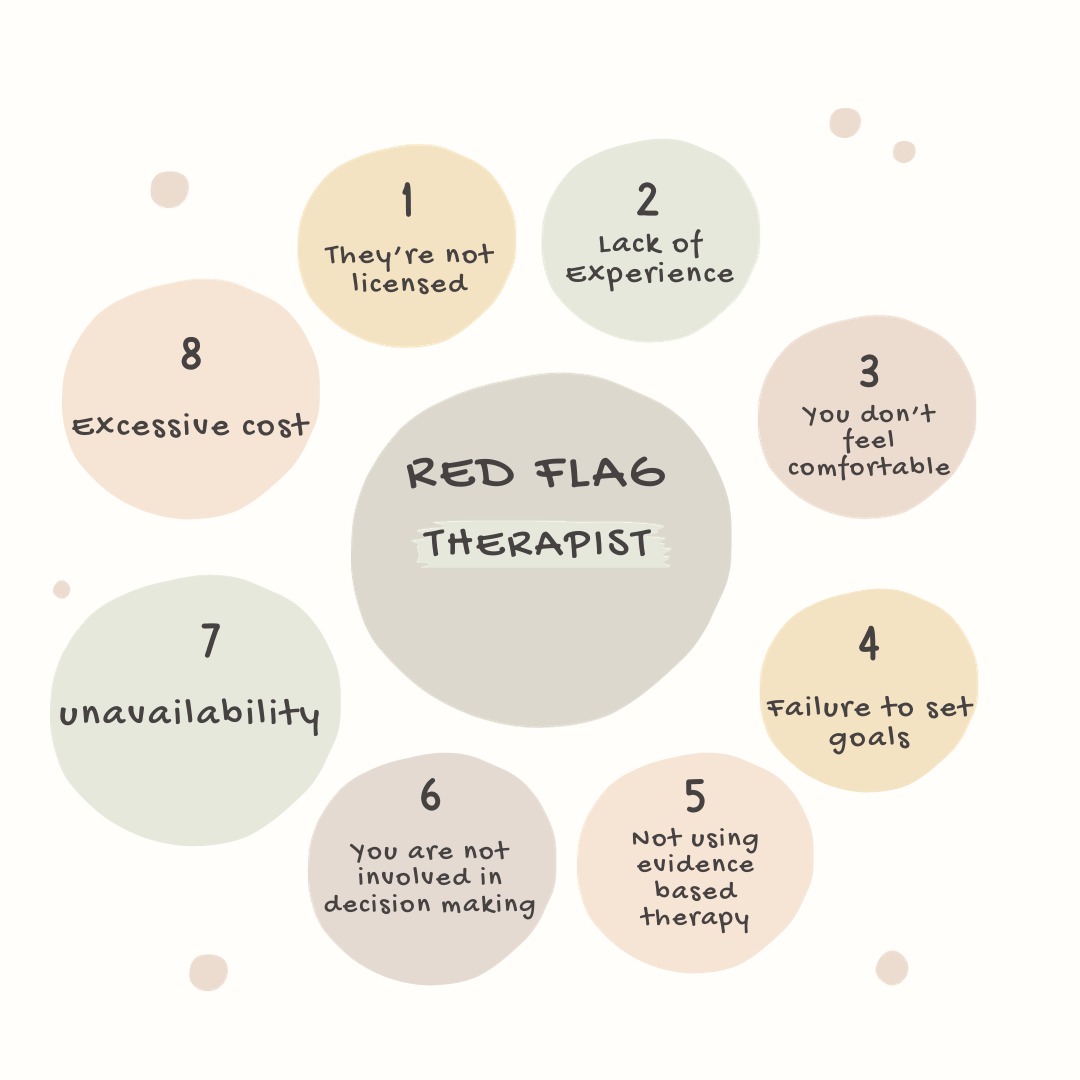 RED FLAG
THERAPIST
1
They're not
licensed
2
Lack of
Experience
3
You don't
feel
comfortable
4
Failure to set
goals
5
Not using
evidence
based
therapy
6
You are not
involved in
decision making
7
unavailability
8
Excessive cost